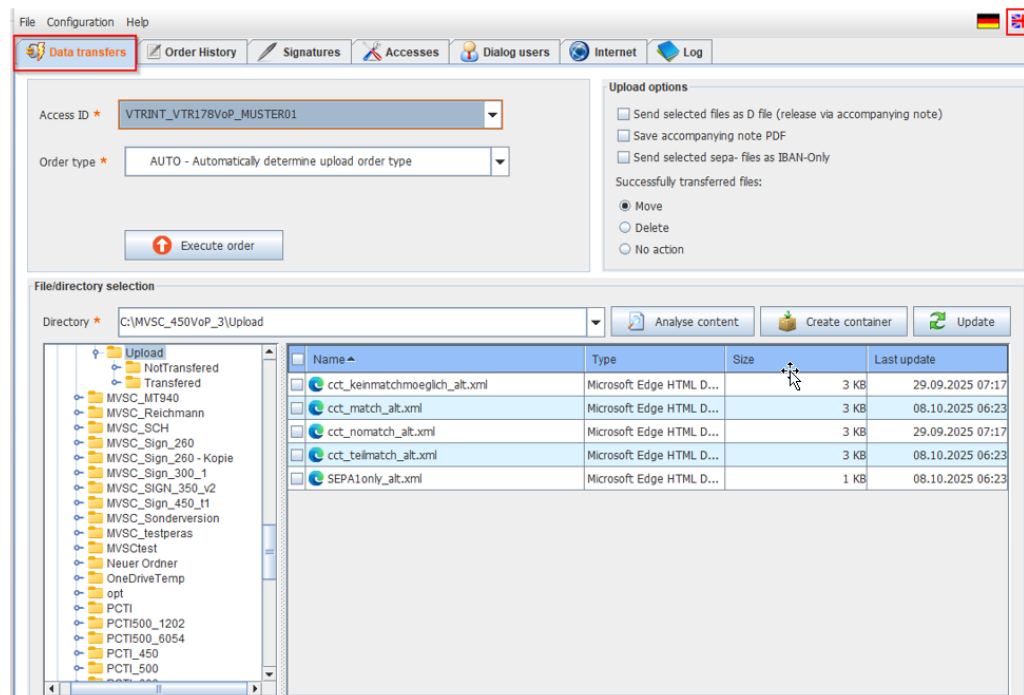 File Configuration Help
Data transfers Order History Signatures Accesses Dialog users Internet Log
Access ID * VTRINT_VTR178VoP_MUSTER01
Order type * AUTO - Automatically determine upload order type
Execute order
Upload options
Send selected files as D file (release via accompanying note)
Save accompanying note PDF
Send selected sepa- files as IBAN-Only
Successfully transferred files:
Move
Delete
No action
File/directory selection
Directory * C:\MVSC_450VoP_3\Upload Analyse content Create container Update
Upload
NotTransfered
Transfered
MVSC_MT940
MVSC_Reichmann
MVSC_SCH
MVSC_Sign_260
MVSC_Sign_260 - Kopie
MVSC_Sign_300_1
MVSC_SIGN_350_v2
MVSC_Sign_450_t1
MVSC_Sonderversion
MVSC_testperas
MVSCtest
Neuer Ordner
OneDriveTemp
opt
PCTI
PCTI500_1202
PCTI500_6054
PCTI_450
PCTI_500
Name Type Size Last update
cct_keinmatchmoeglich_alt.xml Microsoft Edge HTML D... 3 KB 29.09.2025 07:17
cct_match_alt.xml Microsoft Edge HTML D... 3 KB 08.10.2025 06:23
cct_nomatch_alt.xml Microsoft Edge HTML D... 3 KB 29.09.2025 07:17
cct_teilmatch_alt.xml Microsoft Edge HTML D... 3 KB 08.10.2025 06:23
SEPA1only_alt.xml Microsoft Edge HTML D... 1 KB 08.10.2025 06:23